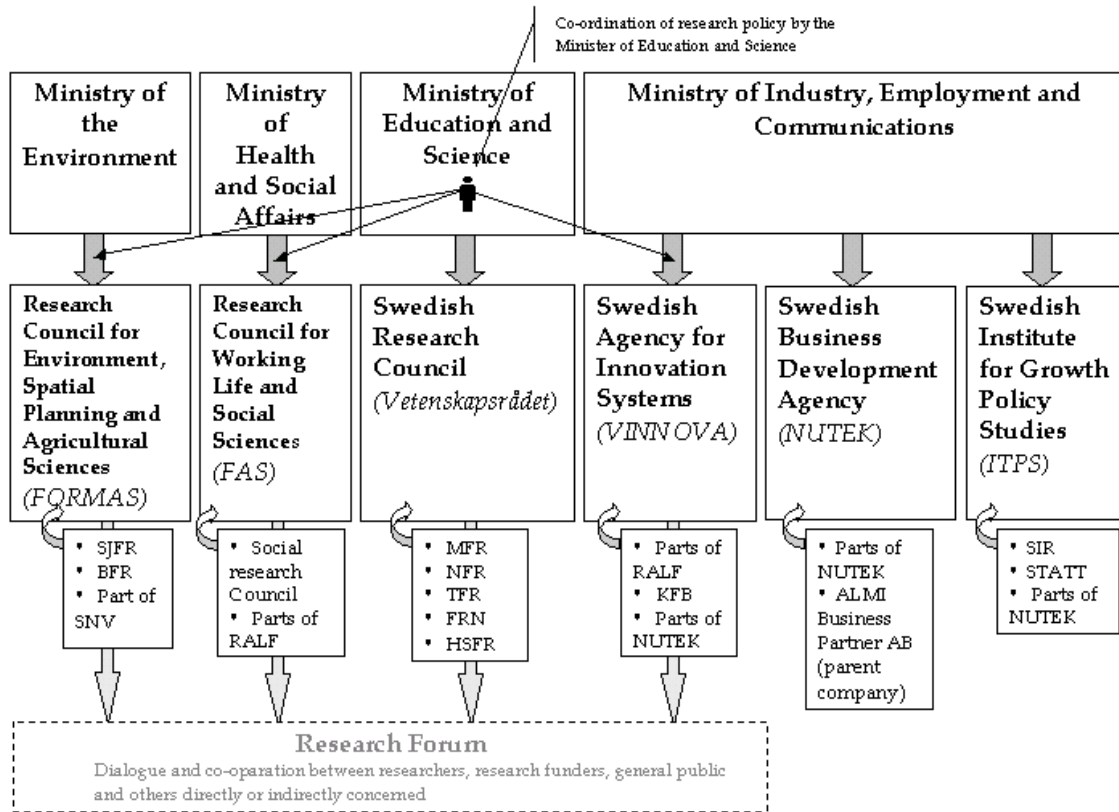 Co-ordination of research policy by the
Minister of Education and Science
Ministry of
the
Environment
Ministry
of
Health
and Social
Affairs
Ministry of
Education and
Science
Ministry of Industry, Employment and
Communications
Research
Council for
Environment,
Spatial
Planning and
Agricultural
Sciences
(FORMAS)
Research
Council for
Working
Life and
Social
Sciences
(FAS)
Swedish
Research
Council
(Vetenskapsrådet)
Swedish
Agency for
Innovation
Systems
(VINNOVA)
Swedish
Business
Development
Agency
(NUTEK)
Swedish
Institute
for Growth
Policy
Studies
(ITPS)
• SJFR
• BFR
• Part of
SNV
• Social
research
Council
• Parts of
RALF
• MFR
• NFR
• TFR
• FRN
• HSFR
• Parts of
RALF
• KFB
• Parts of
NUTEK
• Parts of
NUTEK
• ALMI
Business
Partner AB
(parent
company)
• SIR
• STATT
• Parts of
NUTEK
Research Forum
Dialogue and co-oparation between researchers, research funders, general public
and others directly or indirectly concerned